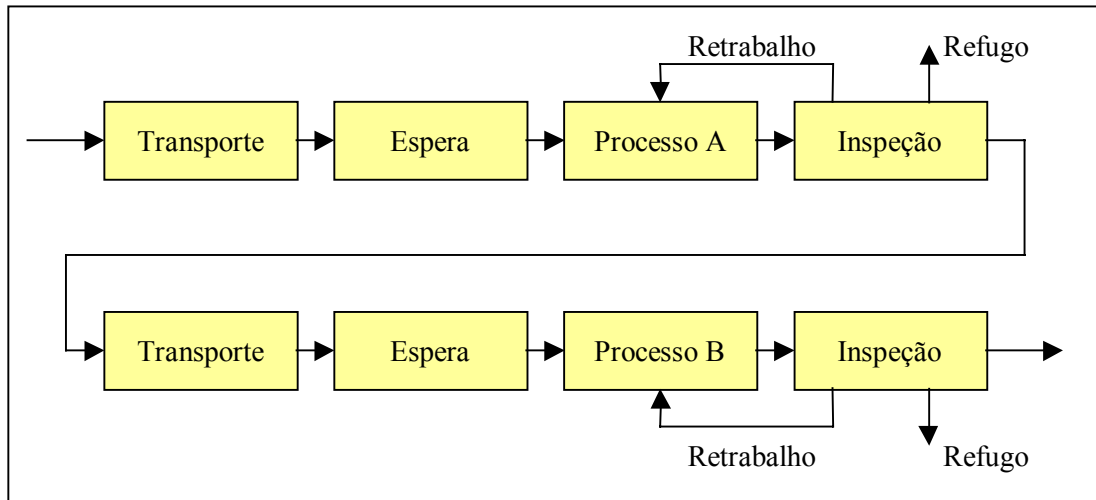 Retrabalho Refugo
Transporte Espera Processo A Inspeção
Transporte Espera Processo B Inspeção
Retrabalho Refugo